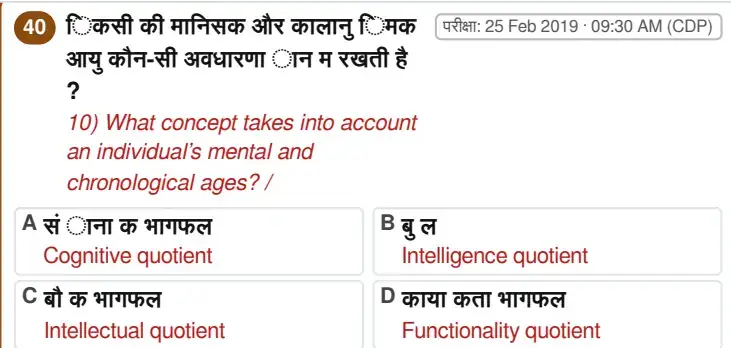 40 िकसी की मानिसक और कालानु िमक
परीक्षा: 25 Feb 2019 · 09:30 AM (CDP)
आयु कौन-सी अवधारणा ान म रखती है
?
10) What concept takes into account
an individual's mental and
chronological ages? /
A सं ाना क भागफल
Cognitive quotient
B बु ल
Intelligence quotient
C बौ क भागफल
Intellectual quotient
D काया कता भागफल
Functionality quotient